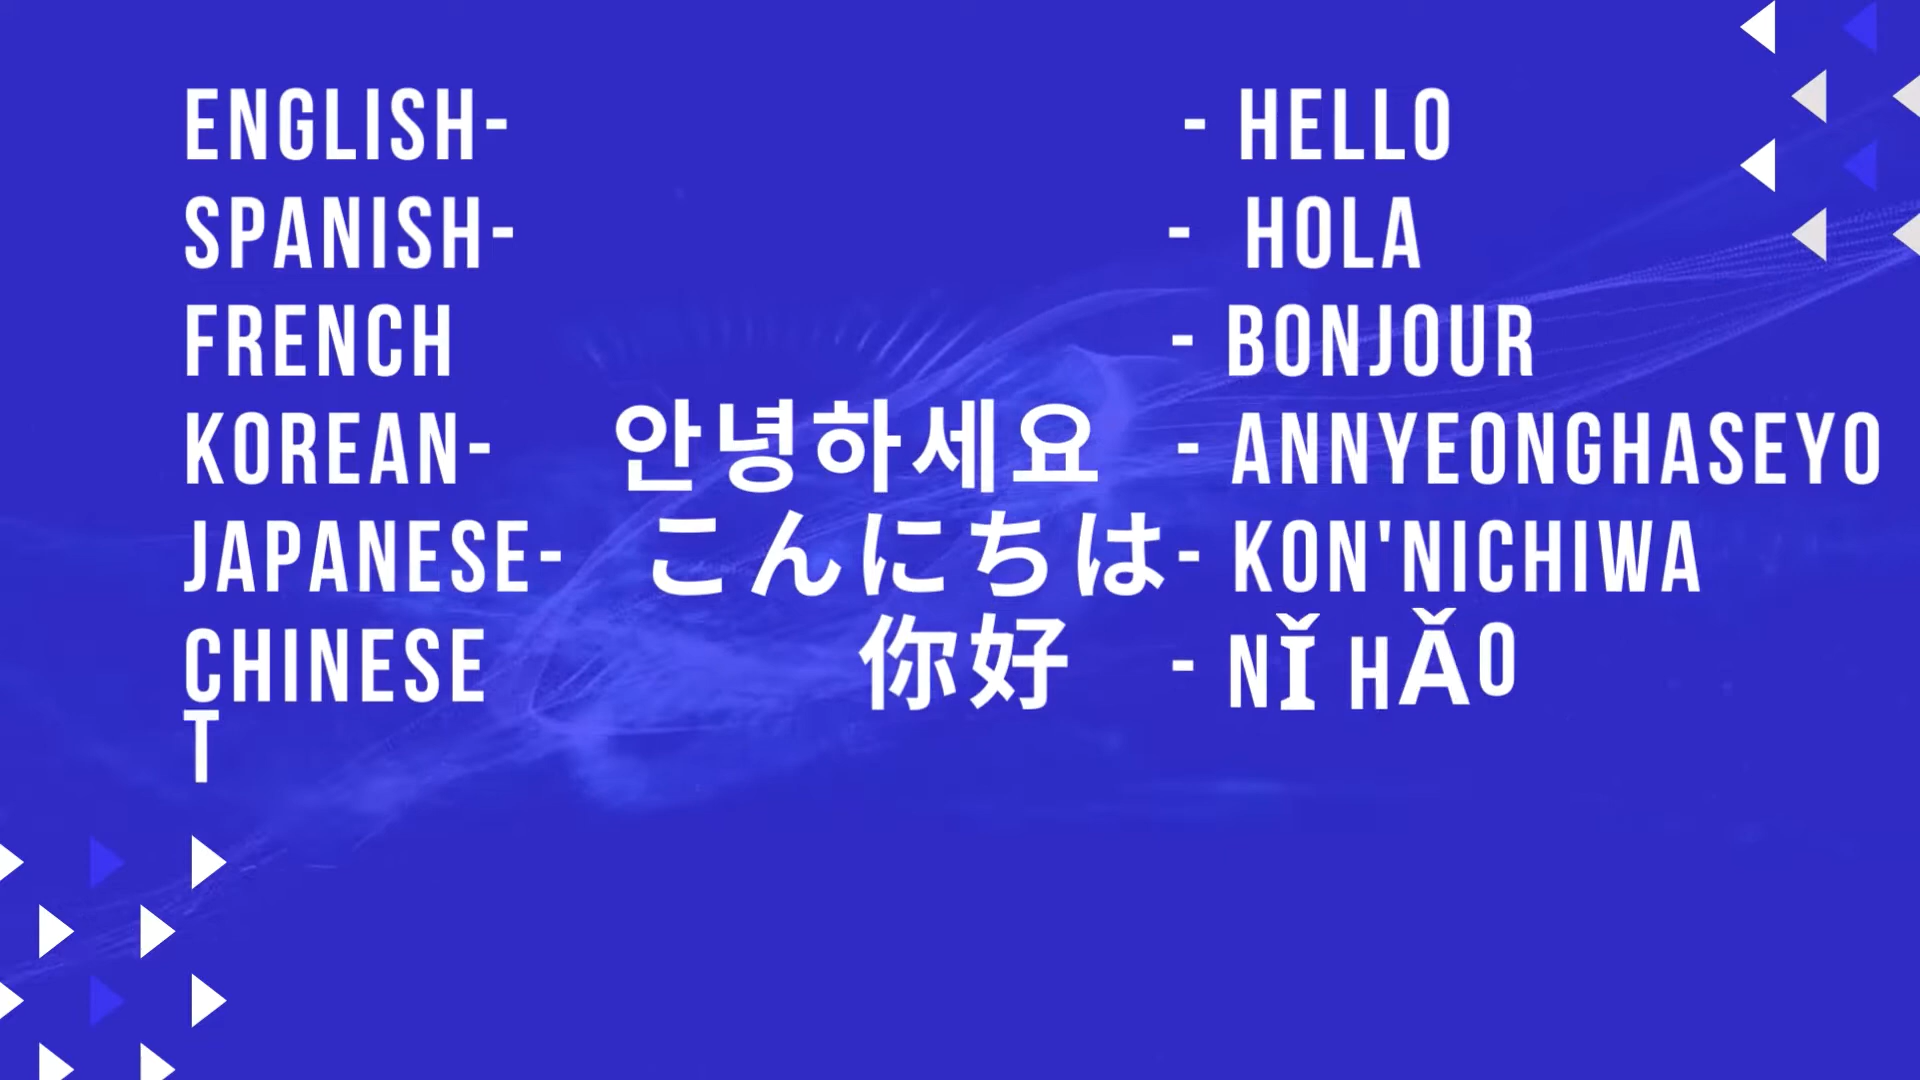 ENGLISH- - HELLO
SPANISH- - HOLA
FRENCH - BONJOUR
KOREAN- 안녕하세요 - ANNYEONGHASEYO
JAPANESE- こんにちは- KON'NICHIWA
CHINESE 你好 - NǏ HǍO
T